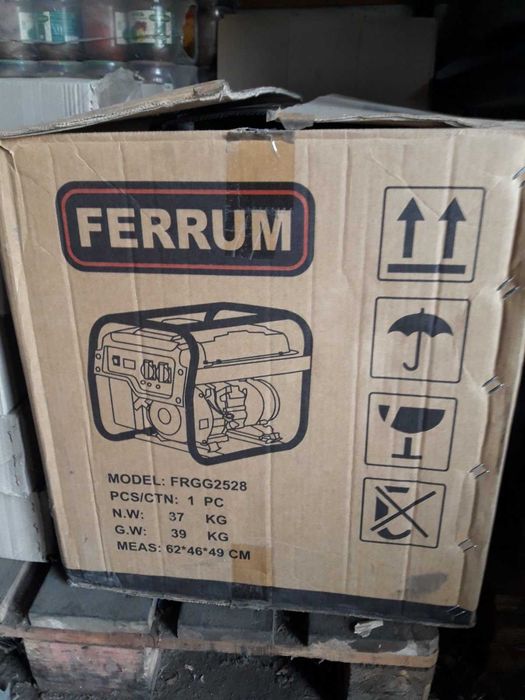 FERRUM
MODEL: FRGG2528
PCS/CTN: 1 PC
N.W: 37 KG
G.W: 39 KG
MEAS: 62*46*49 CM